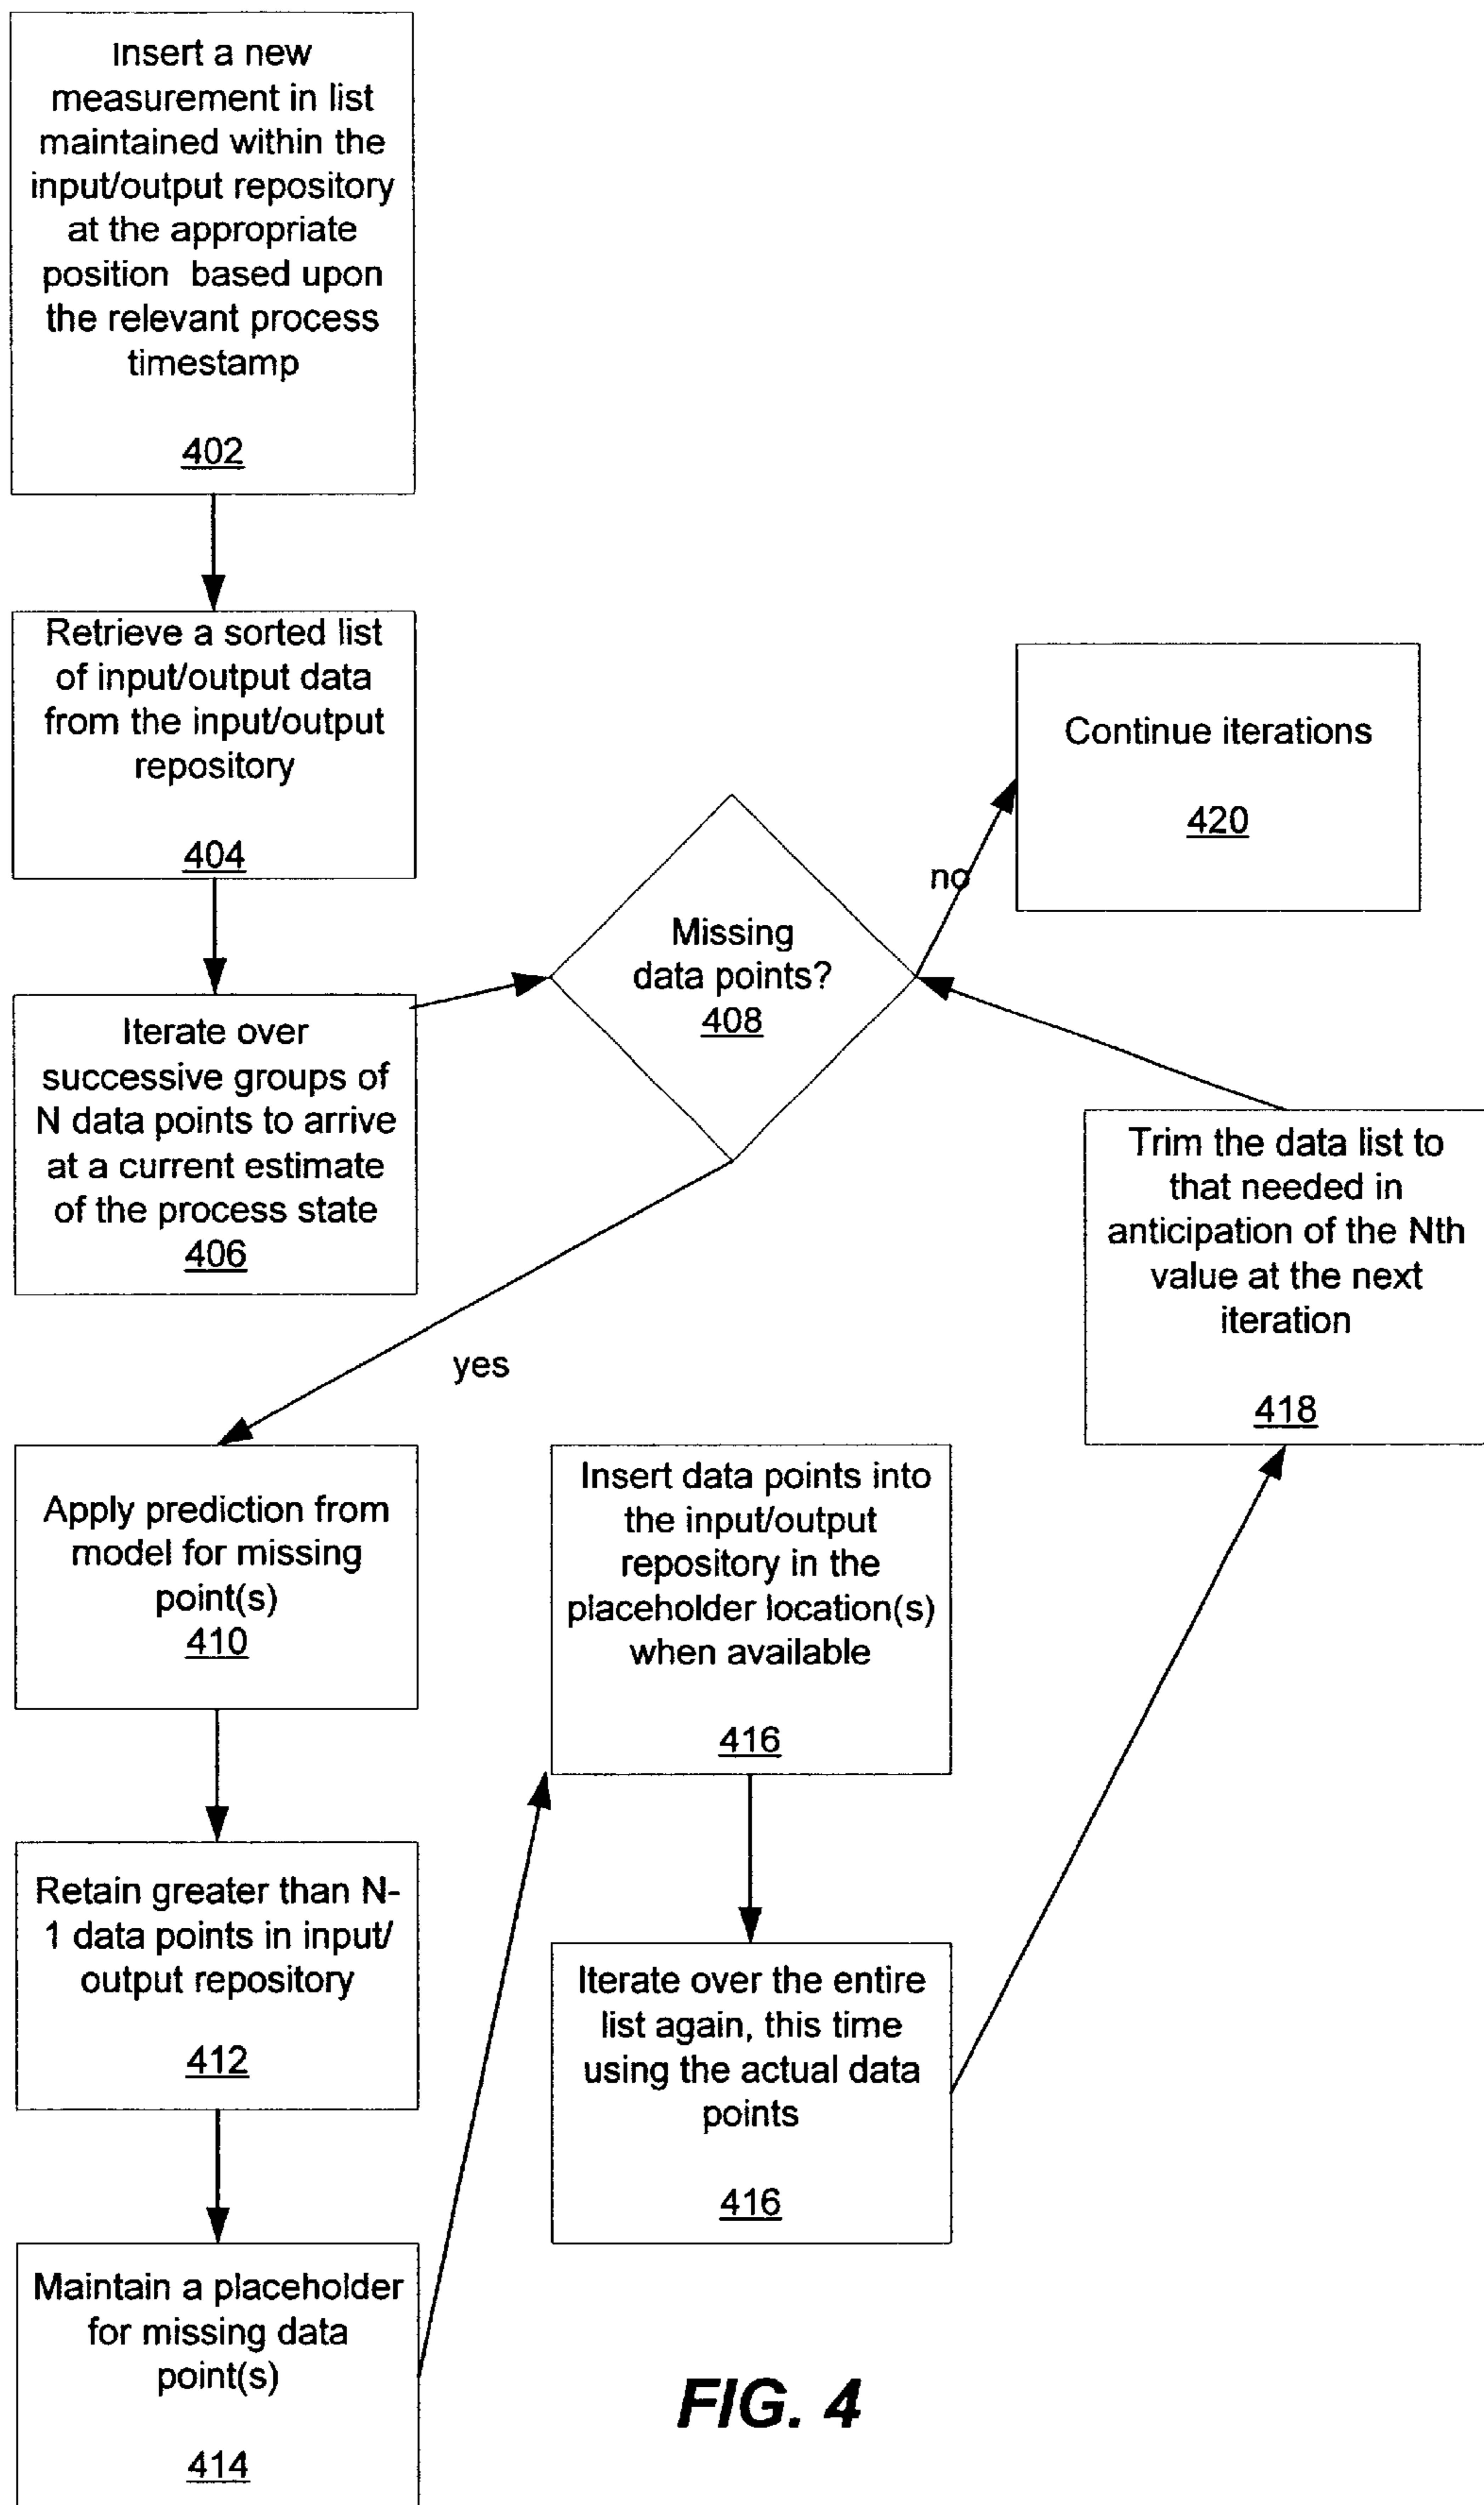 Insert a new
measurement in list
maintained within the
input/output repository
at the appropriate
position based upon
the relevant process
timestamp
402
Retrieve a sorted list
of input/output data
from the input/output
repository
404
Iterate over
successive groups of
N data points to arrive
at a current estimate
of the process state
406
Missing
data points?
408
no
Continue iterations
420
yes
Apply prediction from
model for missing
point(s)
410
Retain greater than N-
1 data points in input/
output repository
412
Maintain a placeholder
for missing data
point(s)
414
Insert data points into
the input/output
repository in the
placeholder location(s)
when available
416
Iterate over the entire
list again, this time
using the actual data
points
416
Trim the data list to
that needed in
anticipation of the Nth
value at the next
iteration
418
FIG. 4